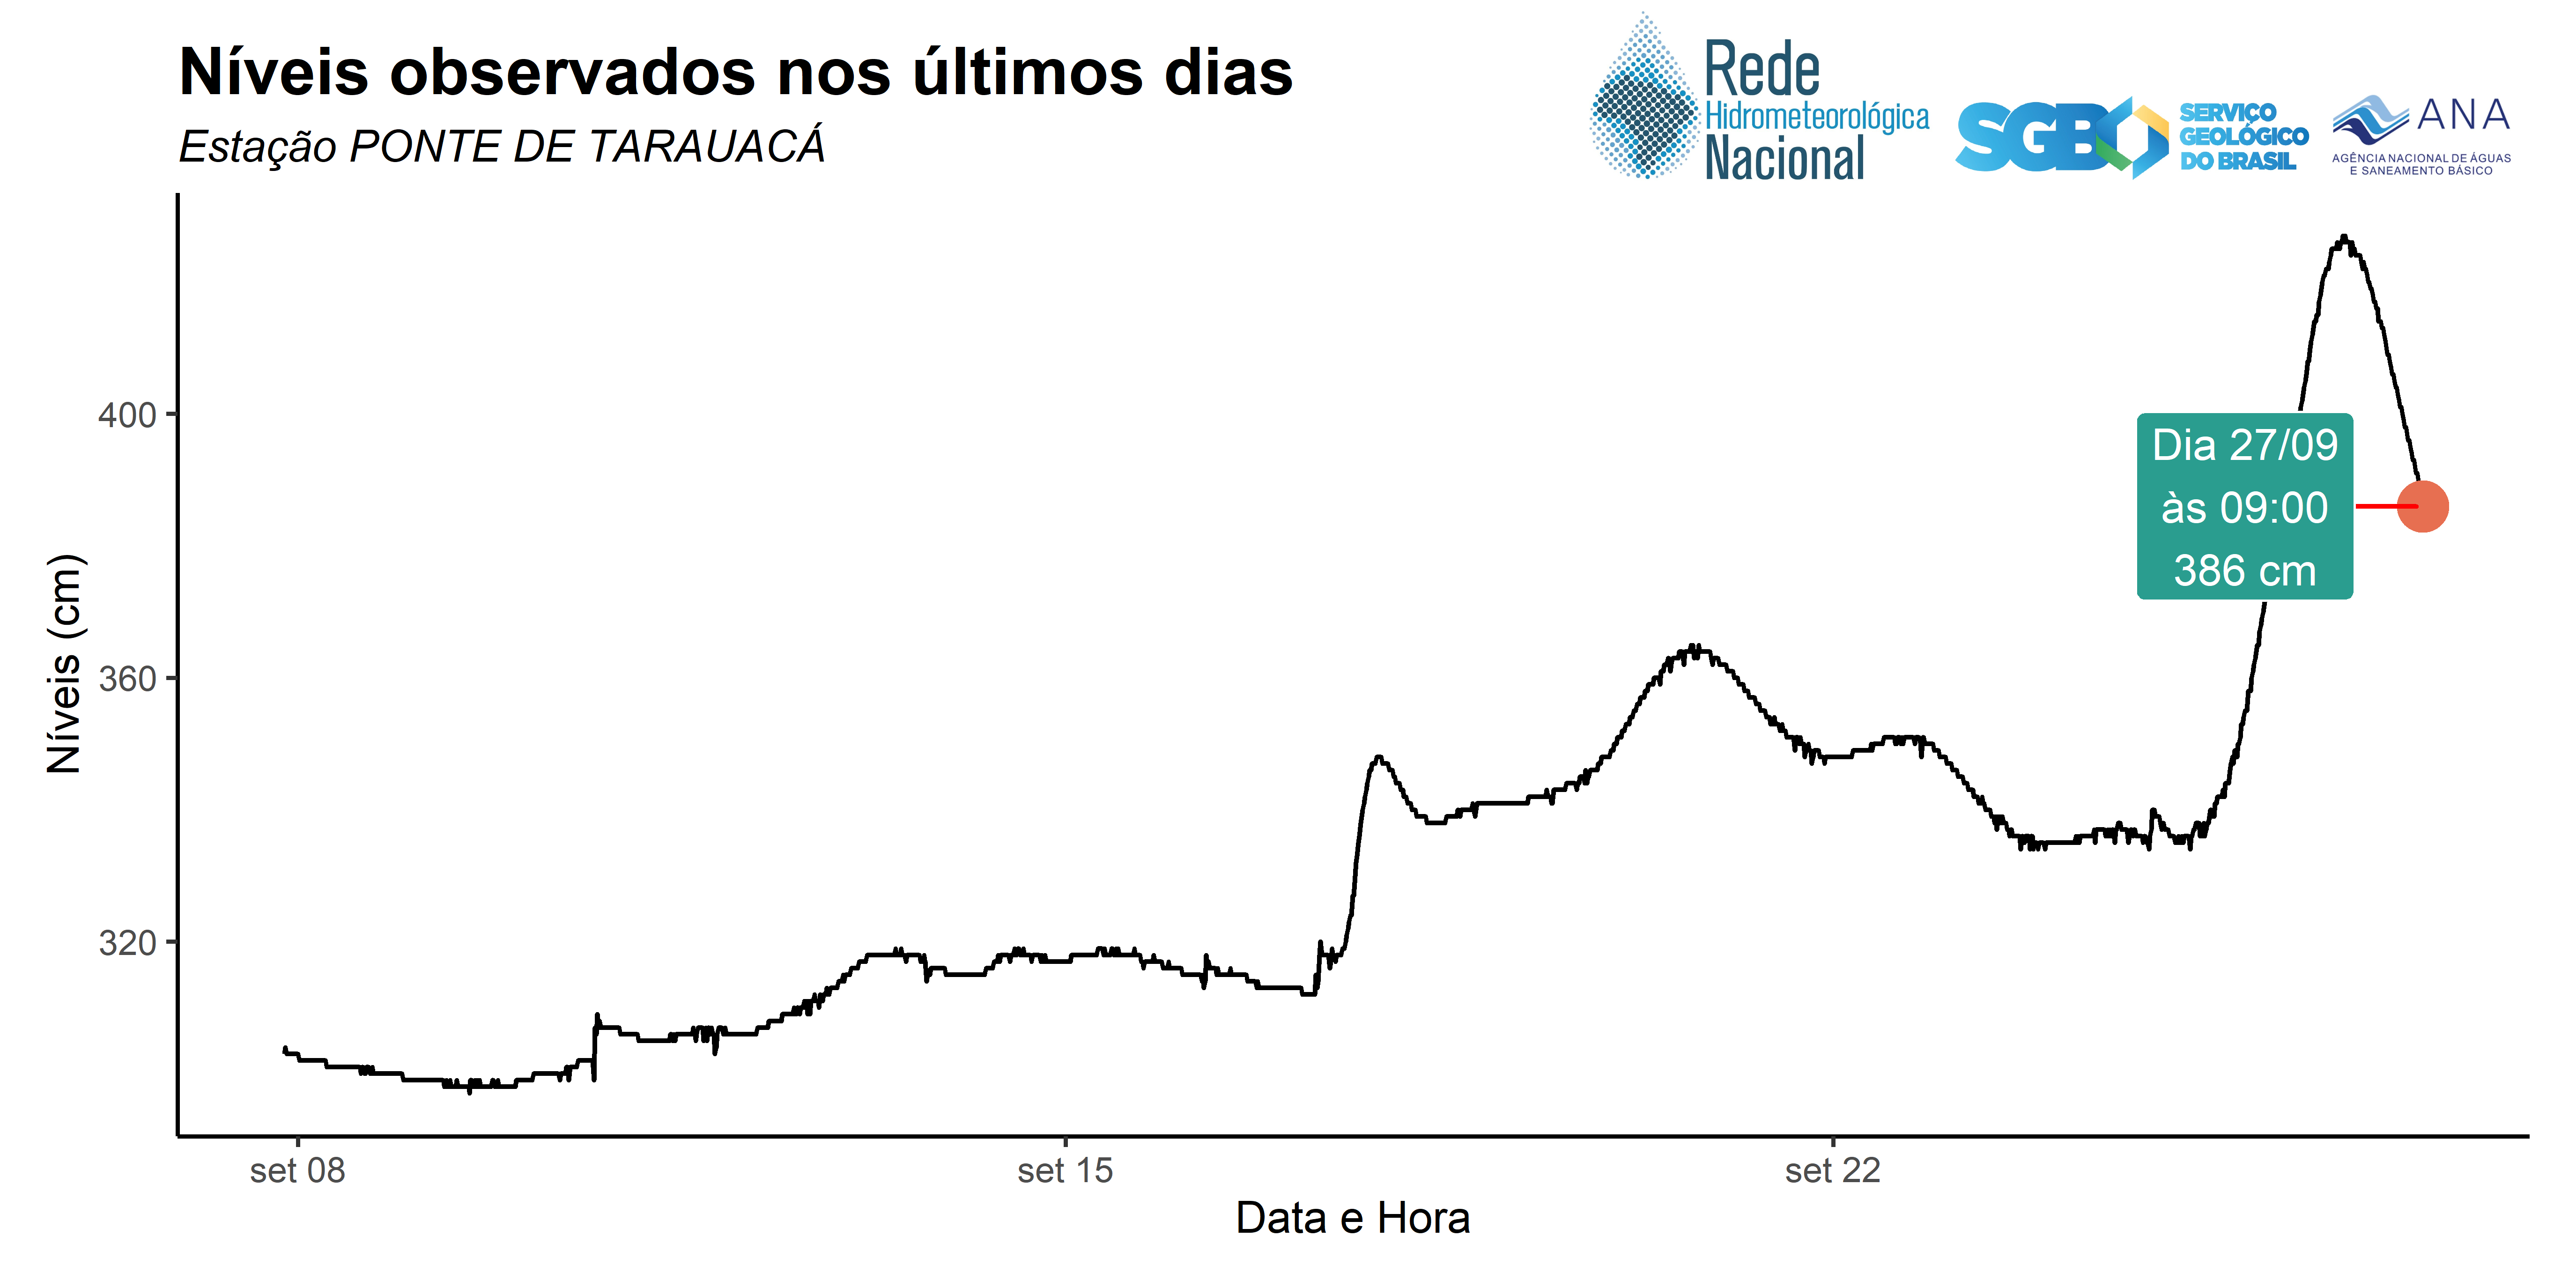 Níveis observados nos últimos dias
Estação PONTE DE TARAUACÁ
Rede
Hidrometeorológica
Nacional
SGB
SERVIÇO
GEOLÓGICO
DO BRASIL
ANA
AGÊNCIA NACIONAL DE ÁGUAS
E SANEAMENTO BÁSICO
Níveis (cm)
400
360
320
Dia 27/09
às 09:00
386 cm
set 08
set 15
set 22
Data e Hora